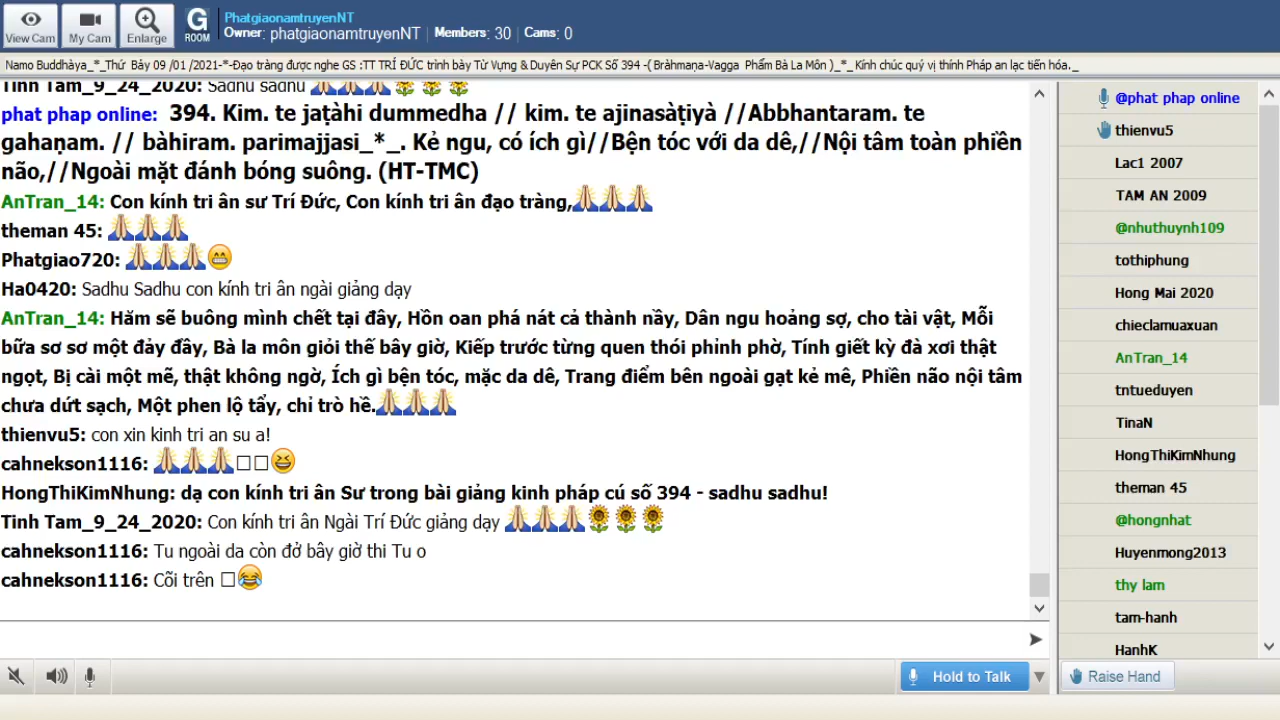 View Cam
My Cam
Enlarge
G ROOM
PhatgiaonamtruyenNT
Owner: phatgiaonamtruyenNT | Members: 30 | Cams: 0
Namo Buddhàya_*_Thứ Bảy 09 /01 /2021-*-Đạo tràng được nghe GS :TT TRÍ ĐỨC trình bày Từ Vựng & Duyên Sự PCK Số 394 -( Bràhmaṇa-Vagga Phẩm Bà La Môn )_*_ Kính chúc quý vị thính Pháp an lạc tiến hóa._
Tinh Tam_9_24_2020: Sadhu sadhu 🙏🙏🙏🌻🌻🌻
phat phap online: 394. Kim. te jaṭàhi dummedha // kim. te ajinasàṭiyà //Abbhantaram. te
gahaṇam. // bàhiram. parimajjasi_*_. Kẻ ngu, có ích gì//Bện tóc với da dê,//Nội tâm toàn phiền
não,//Ngoài mặt đánh bóng suông. (HT-TMC)
AnTran_14: Con kính tri ân sư Trí Đức, Con kính tri ân đạo tràng,🙏🙏🙏
theman 45: 🙏🙏🙏
Phatgiao720: 🙏🙏🙏😁
Ha0420: Sadhu Sadhu con kính tri ân ngài giảng dạy
AnTran_14: Hăm sẽ buông mình chết tại đây, Hồn oan phá nát cả thành nầy, Dân ngu hoảng sợ, cho tài vật, Mỗi
bữa sơ sơ một đảy đầy, Bà la môn giỏi thế bây giờ, Kiếp trước từng quen thói phỉnh phờ, Tính giết kỳ đà xơi thật
ngọt, Bị cài một mẽ, thật không ngờ, Ích gì bện tóc, mặc da dê, Trang điểm bên ngoài gạt kẻ mê, Phiền não nội tâm
chưa dứt sạch, Một phen lộ tẩy, chỉ trò hề.🙏🙏🙏
thienvu5: con xin kinh tri an su a!
cahnekson1116: 🙏🙏🙏□□😆
HongThiKimNhung: dạ con kính tri ân Sư trong bài giảng kinh pháp cú số 394 - sadhu sadhu!
Tinh Tam_9_24_2020: Con kính tri ân Ngài Trí Đức giảng dạy 🙏🙏🙏🌻🌻🌻
cahnekson1116: Tu ngoài da còn đở bây giờ thi Tu o
cahnekson1116: Cõi trên □😂
Hold to Talk
@phat phap online
thienvu5
Lac1 2007
TAM AN 2009
@nhuthuynh109
tothiphung
Hong Mai 2020
chieclamuaxuan
AnTran_14
tntueduyen
TinaN
HongThiKimNhung
theman 45
@hongnhat
Huyenmong2013
thy lam
tam-hanh
HanhK
Raise Hand